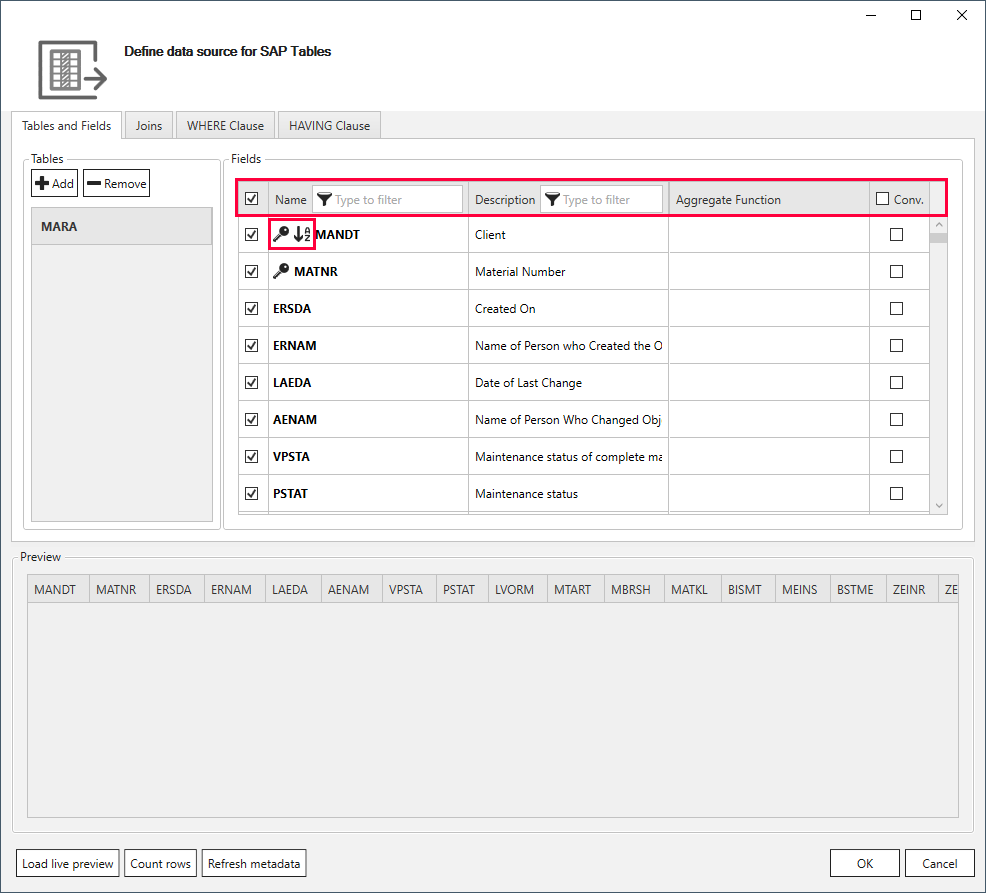 Define data source for SAP Tables
Tables and Fields Joins WHERE Clause HAVING Clause
Tables
Add Remove
MARA
Fields
Name Type to filter Description Type to filter Aggregate Function Conv.
MANDT Client
MATNR Material Number
ERSDA Created On
ERNAM Name of Person who Created the O
LAEDA Date of Last Change
AENAM Name of Person Who Changed Obj
VPSTA Maintenance status of complete ma
PSTAT Maintenance status
Preview
MANDT MATNR ERSDA ERNAM LAEDA AENAM VPSTA PSTAT LVORM MTART MBRSH MATKL BISMT MEINS BSTME ZEINR ZE
Load live preview Count rows Refresh metadata OK Cancel